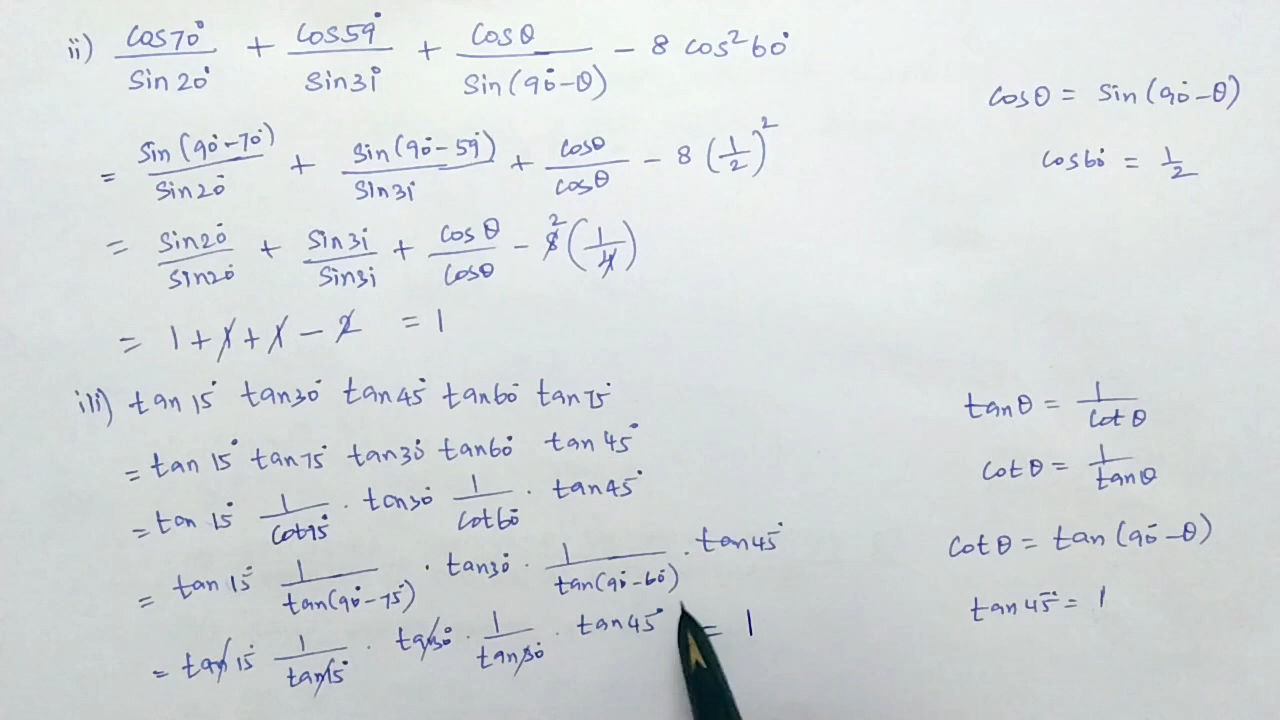 ii) cos70°/sin20° + cos59°/sin31° + cosθ/sin(90°-θ) - 8 cos²60°
cosθ = sin(90°-θ)
= sin(90°-70°)/sin20° + sin(90°-59°)/sin31° + cosθ/cosθ - 8(1/2)²
cos60° = 1/2
= sin20°/sin20° + sin31°/sin31° + cosθ/cosθ - 8 2 (1/4)
= 1 + 1 + 1 - 2 = 1
iii) tan15° tan30° tan45° tan60° tan75°
tanθ = 1/cotθ
= tan15° tan75° tan30° tan60° tan45°
cotθ = 1/tanθ
= tan15° 1/cot75° · tan30° 1/cot60° · tan45°
cotθ = tan(90°-θ)
= tan15° 1/tan(90°-75°) · tan30° · 1/tan(90°-60°) · tan45°
tan45° = 1
= tan15° 1/tan15° · tan30° · 1/tan30° · tan45° = 1